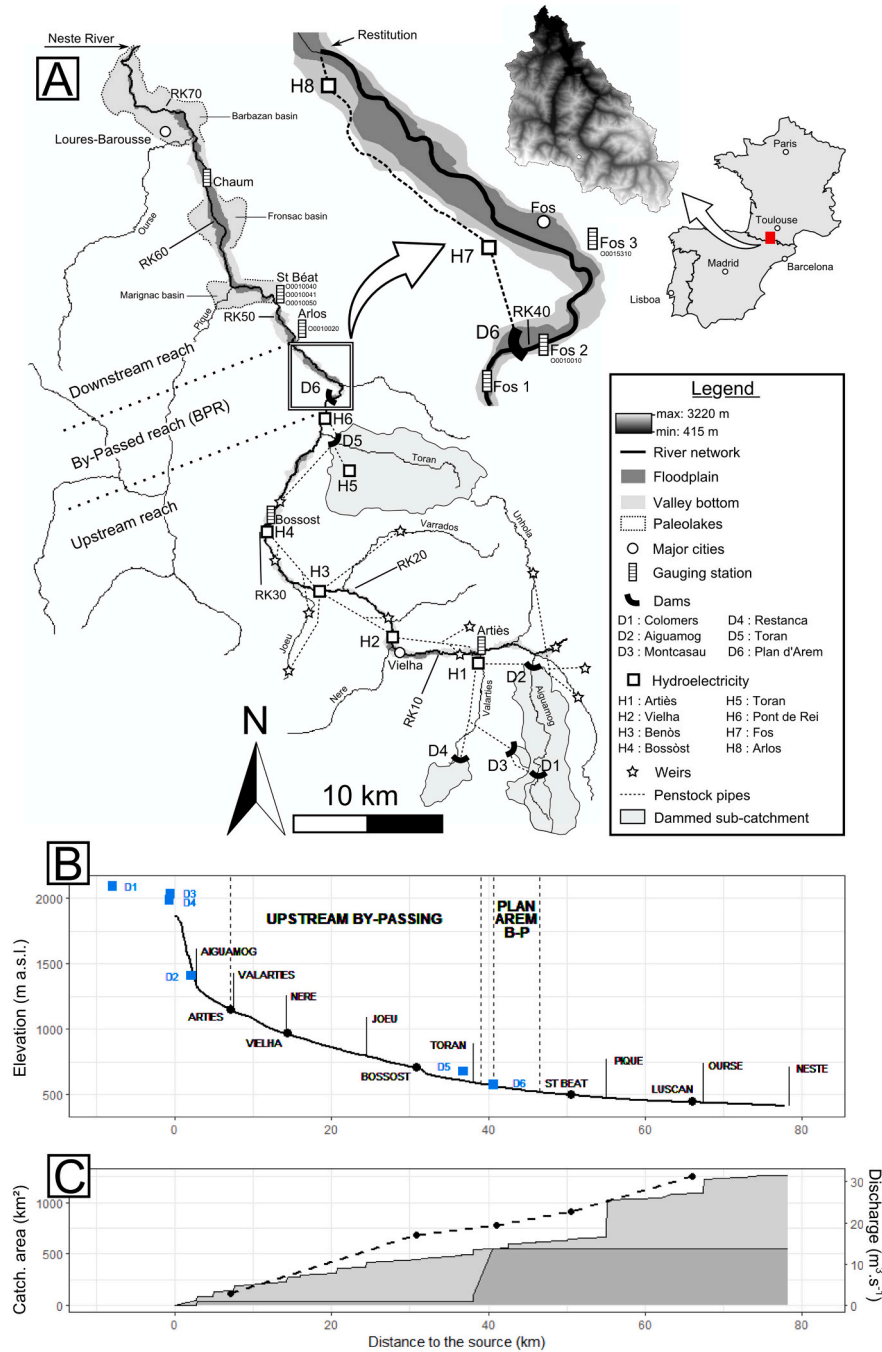 A
Neste River
RK70
Barbazan basin
Loures-Barousse
Chaum
Ourse
Fronsac basin
RK60
St Béat
O0010040
O0010041
O0010050
Marignac basin
Pique
RK50
Arlos
O0010020
Downstream reach
By-Passed reach (BPR)
Upstream reach
D6
H6
D5
Toran
H5
Bossost
H4
Varrados
Unhola
RK20
RK30
H3
Joeu
H2
Vielha
Artiès
H1
D2
Nere
RK10
Valarties
Aiguamog
D4
D3
D1
N
10 km
Restitution
H8
Fos
Fos 3
O0015310
H7
RK40
D6
Fos 2
O0010010
Fos 1
Paris
Toulouse
Madrid
Barcelona
Lisboa
Legend
max: 3220 m
min: 415 m
River network
Floodplain
Valley bottom
Paleolakes
Major cities
Gauging station
Dams
D1 : Colomers D4 : Restanca
D2 : Aiguamog D5 : Toran
D3 : Montcasau D6 : Plan d'Arem
Hydroelectricity
H1 : Artiès H5 : Toran
H2 : Vielha H6 : Pont de Rei
H3 : Benòs H7 : Fos
H4 : Bossòst H8 : Arlos
Weirs
Penstock pipes
Dammed sub-catchment
B
Elevation (m a.s.l.)
2000
1500
1000
500
D1
D3
D4
D2
UPSTREAM BY-PASSING
PLAN
AREM
B-P
AIGUAMOG
VALARTIES
ARTIES
NERE
VIELHA
JOEU
BOSSOST
TORAN
D5
D6
ST BEAT
PIQUE
LUSCAN
OURSE
NESTE
0 20 40 60 80
C
Catch. area (km²)
1000
500
0
30
20
10
0
Discharge (m³.s⁻¹)
0 20 40 60 80
Distance to the source (km)